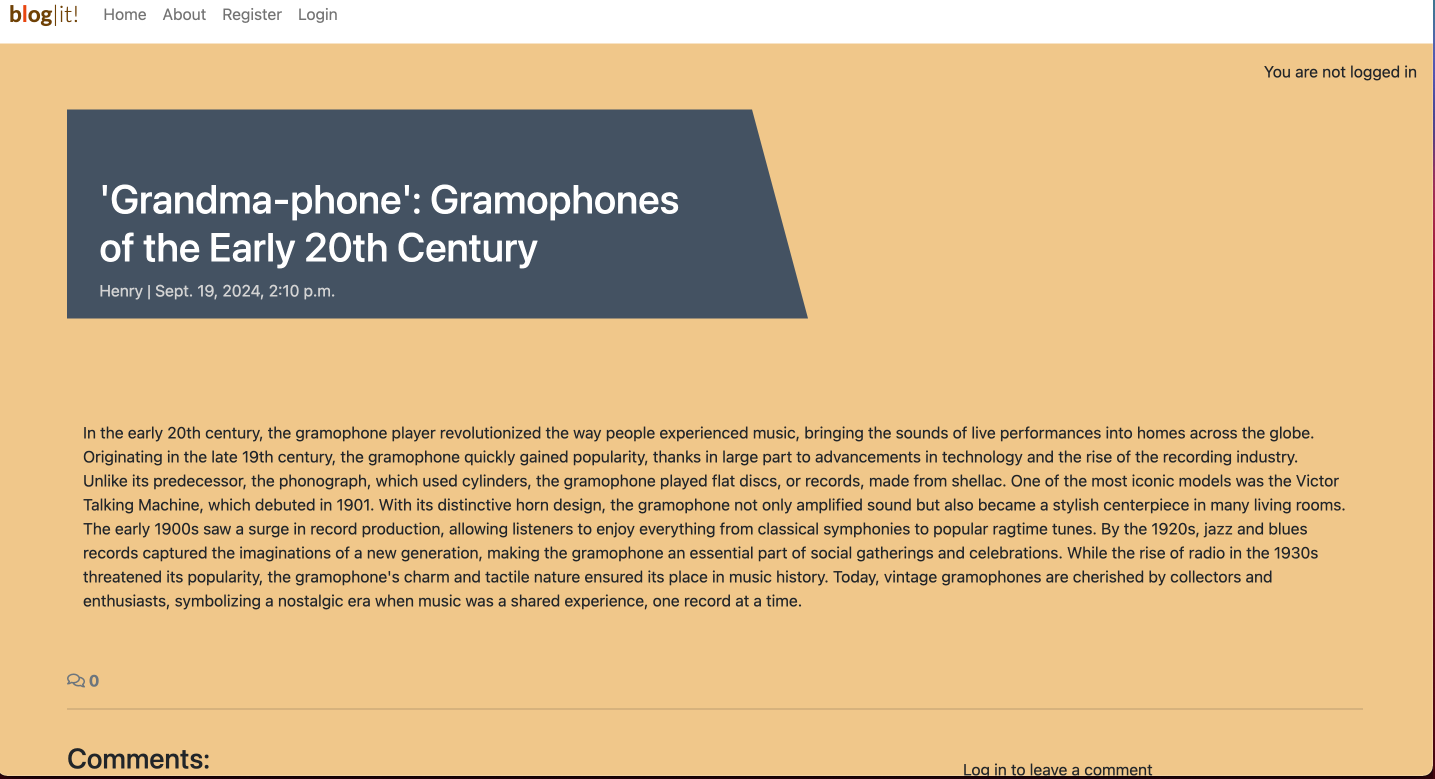 blog|it! Home About Register Login
You are not logged in
'Grandma-phone': Gramophones
of the Early 20th Century
Henry | Sept. 19, 2024, 2:10 p.m.
In the early 20th century, the gramophone player revolutionized the way people experienced music, bringing the sounds of live performances into homes across the globe.
Originating in the late 19th century, the gramophone quickly gained popularity, thanks in large part to advancements in technology and the rise of the recording industry.
Unlike its predecessor, the phonograph, which used cylinders, the gramophone played flat discs, or records, made from shellac. One of the most iconic models was the Victor
Talking Machine, which debuted in 1901. With its distinctive horn design, the gramophone not only amplified sound but also became a stylish centerpiece in many living rooms.
The early 1900s saw a surge in record production, allowing listeners to enjoy everything from classical symphonies to popular ragtime tunes. By the 1920s, jazz and blues
records captured the imaginations of a new generation, making the gramophone an essential part of social gatherings and celebrations. While the rise of radio in the 1930s
threatened its popularity, the gramophone's charm and tactile nature ensured its place in music history. Today, vintage gramophones are cherished by collectors and
enthusiasts, symbolizing a nostalgic era when music was a shared experience, one record at a time.
0
Comments:
Log in to leave a comment